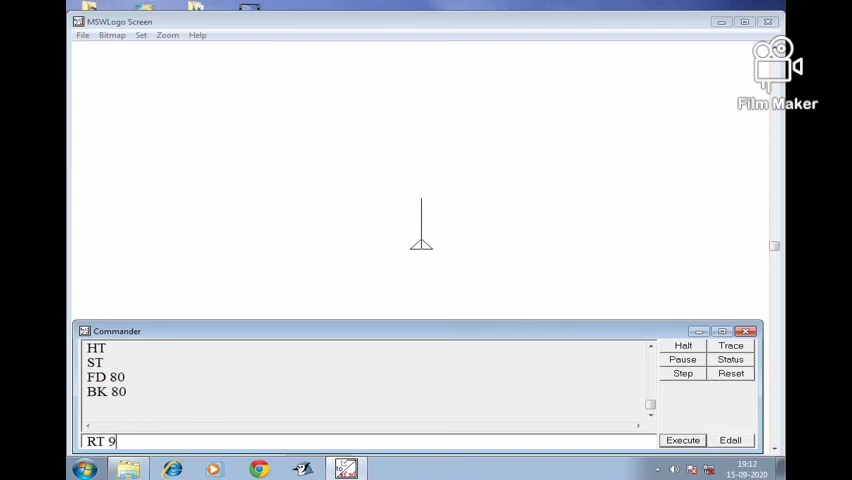 MSWLogo Screen
File Bitmap Set Zoom Help
Film Maker
Commander
HT
ST
FD 80
BK 80
RT 9
Halt Trace
Pause Status
Step Reset
Execute Edall
19:12
15-09-2020